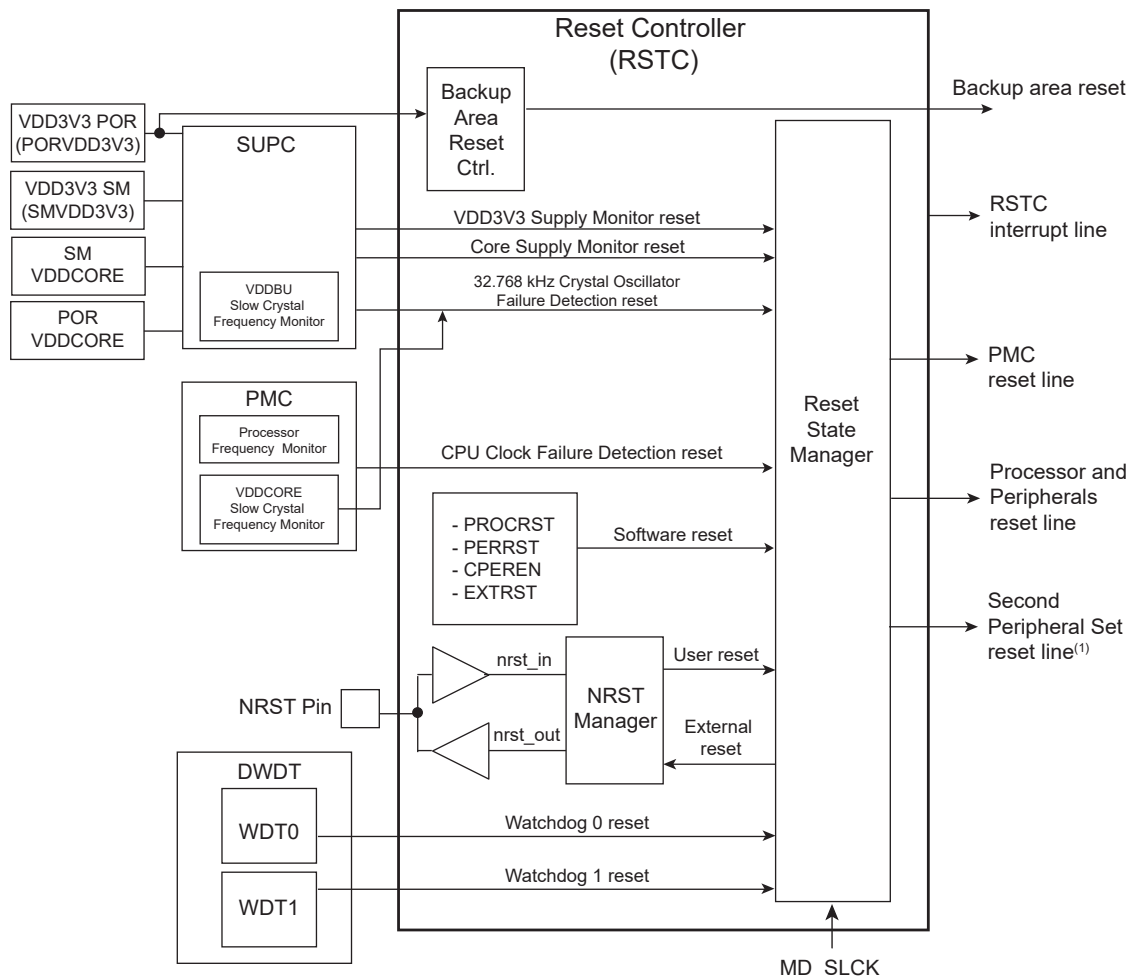 Reset Controller
(RSTC)
Backup
Area
Reset
Ctrl.
Backup area reset
VDD3V3 POR
(PORVDD3V3)
SUPC
VDD3V3 SM
(SMVDD3V3)
SM
VDDCORE
POR
VDDCORE
VDDBU
Slow Crystal
Frequency Monitor
VDD3V3 Supply Monitor reset
Core Supply Monitor reset
32.768 kHz Crystal Oscillator
Failure Detection reset
RSTC
interrupt line
PMC
reset line
PMC
Processor
Frequency Monitor
VDDCORE
Slow Crystal
Frequency Monitor
CPU Clock Failure Detection reset
Reset
State
Manager
Processor and
Peripherals
reset line
- PROCRST
- PERRST
- CPEREN
- EXTRST
Software reset
Second
Peripheral Set
reset line(1)
NRST Pin
nrst_in
nrst_out
NRST
Manager
User reset
External
reset
DWDT
WDT0
WDT1
Watchdog 0 reset
Watchdog 1 reset
MD_SLCK